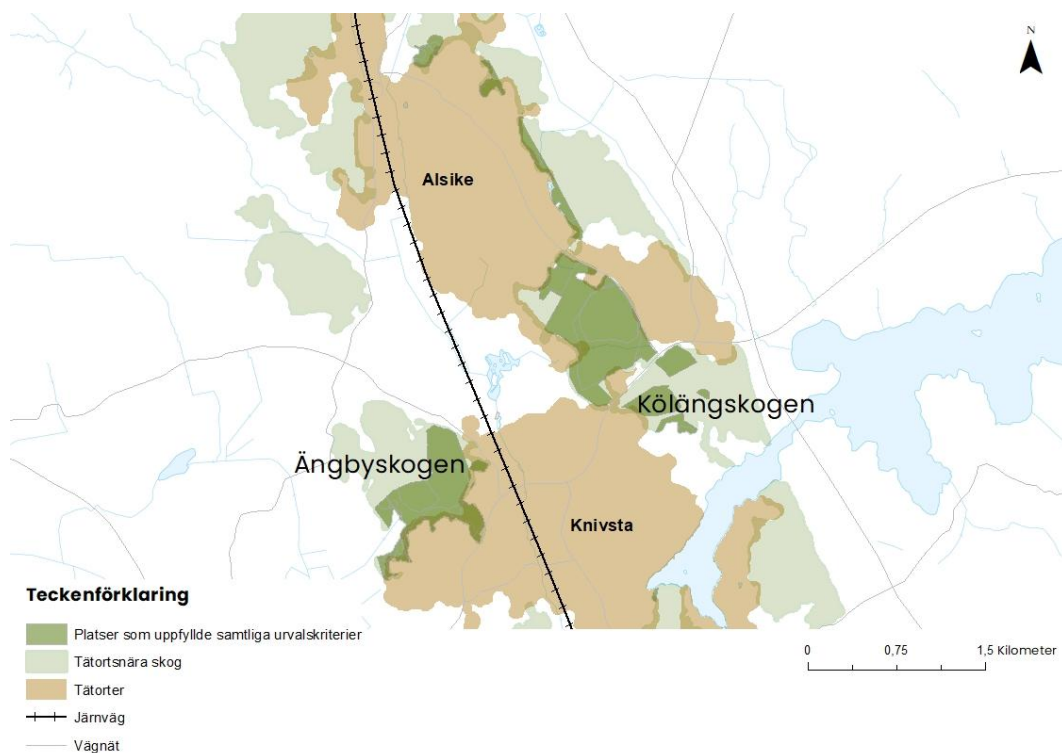 N
Alsike
Kölängskogen
Ängbyskogen
Knivsta
Teckenförklaring
Platser som uppfyllde samtliga urvalskriterier
Tätortsnära skog
Tätorter
Järnväg
Vägnät
0 0,75 1,5 Kilometer